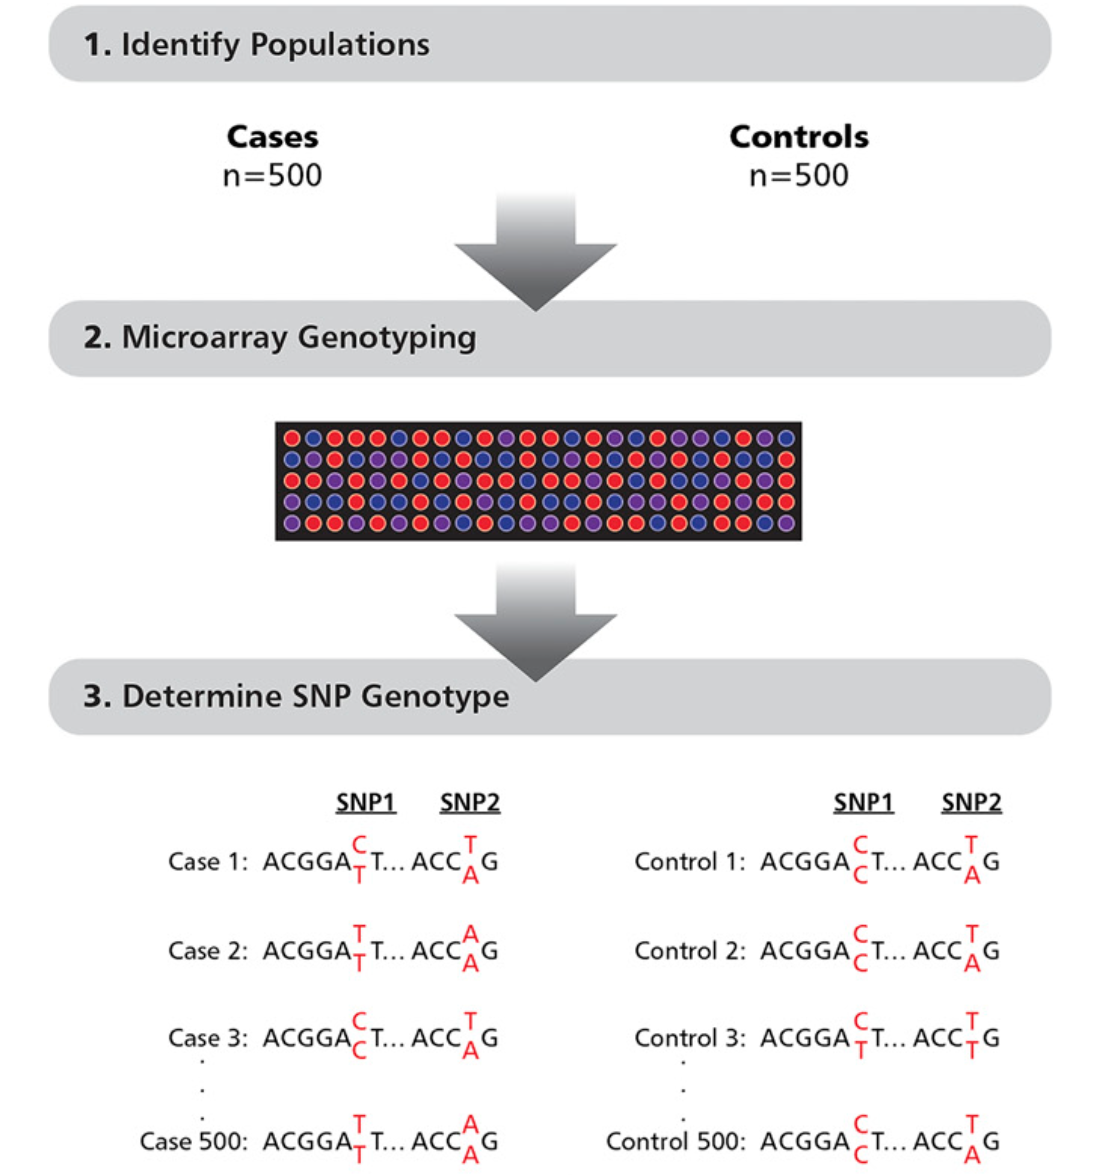 1. Identify Populations
Cases
n=500
Controls
n=500
2. Microarray Genotyping
3. Determine SNP Genotype
SNP1 SNP2
C T
Case 1: ACGGA T... ACC G
T A
T A
Case 2: ACGGA T... ACC G
T A
C T
Case 3: ACGGA T... ACC G
C A
.
.
.
T A
Case 500: ACGGA T... ACC G
T A
SNP1 SNP2
C T
Control 1: ACGGA T... ACC G
C A
C T
Control 2: ACGGA T... ACC G
C A
C T
Control 3: ACGGA T... ACC G
T T
.
.
.
C T
Control 500: ACGGA T... ACC G
C A